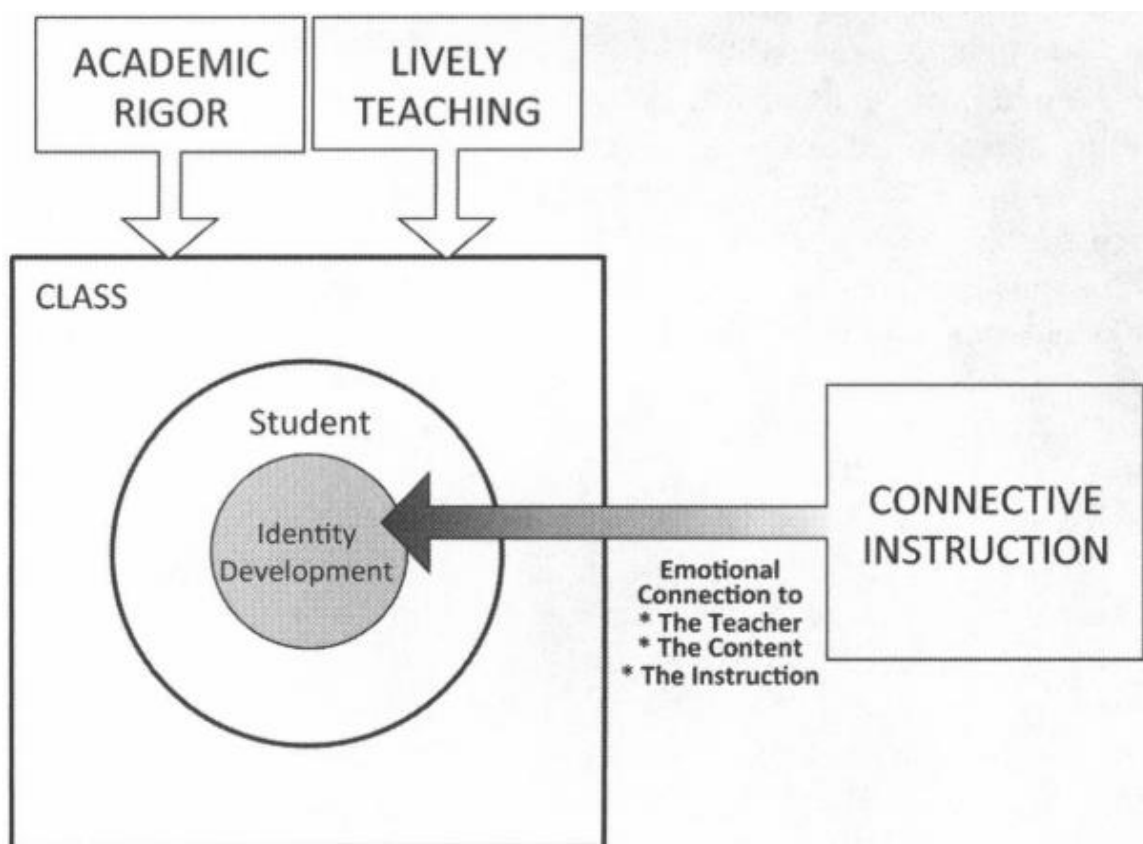 ACADEMIC
RIGOR
LIVELY
TEACHING
CLASS
Student
Identity
Development
CONNECTIVE
INSTRUCTION
Emotional
Connection to
* The Teacher
* The Content
* The Instruction